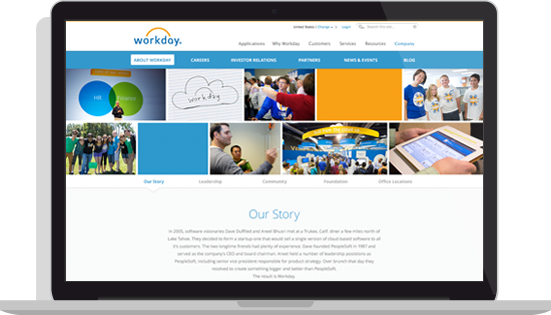 United States | Change
Login
workday.
Applications Why Workday Customers Services Resources Company
ABOUT WORKDAY CAREERS INVESTOR RELATIONS PARTNERS NEWS & EVENTS BLOG
workday
Our Story Leadership Community Foundation Office Locations
Our Story
In 2005, software visionaries Dave Duffield and Aneel Bhusri met at a Truckee, Calif. diner a few miles north of
Lake Tahoe. They decided to form a startup-one that would sell a single version of cloud-based software to all
it's customers. The two longtime friends had plenty of experience. Dave founded PeopleSoft in 1987 and
served as the company's CEO and board chairman. Aneel held a number of leadership positions as
PeopleSoft, including senior vice president responsible for product strategy. Over brunch that day they
resolved to create something bigger and better than PeopleSoft.
The result is Workday.